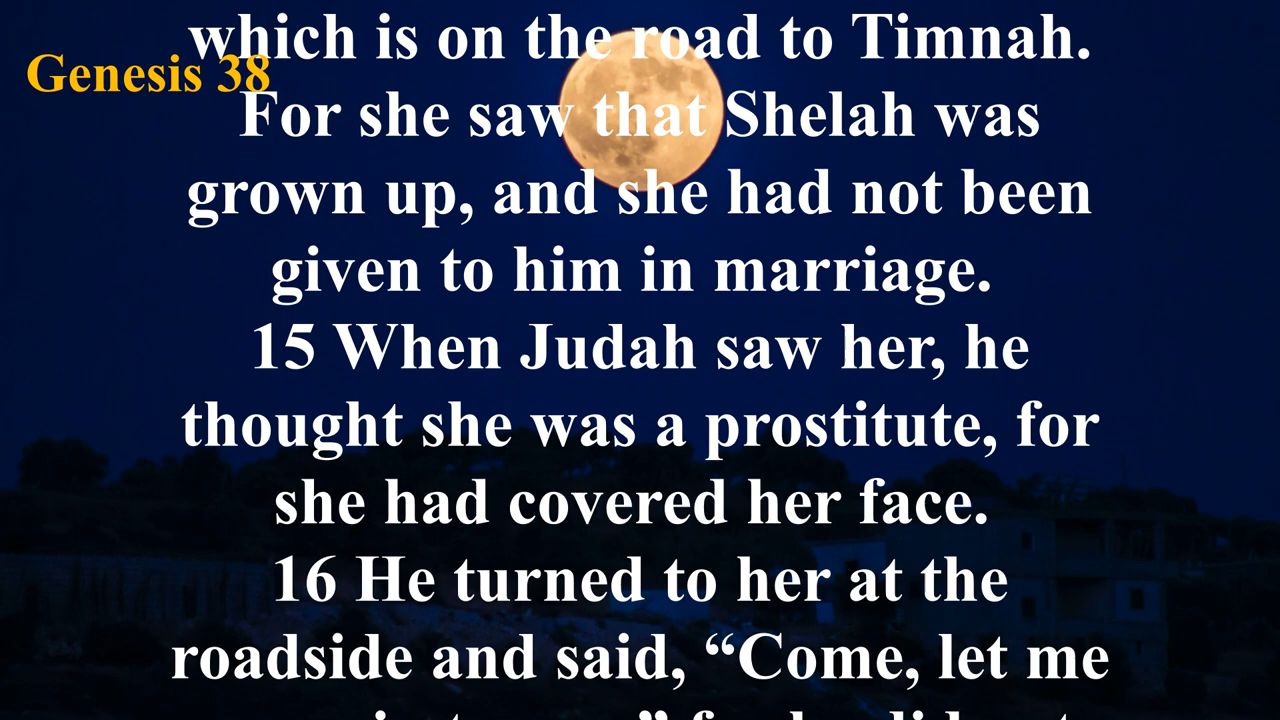 which is on the road to Timnah.
Genesis 38
For she saw that Shelah was
grown up, and she had not been
given to him in marriage.
15 When Judah saw her, he
thought she was a prostitute, for
she had covered her face.
16 He turned to her at the
roadside and said, “Come, let me